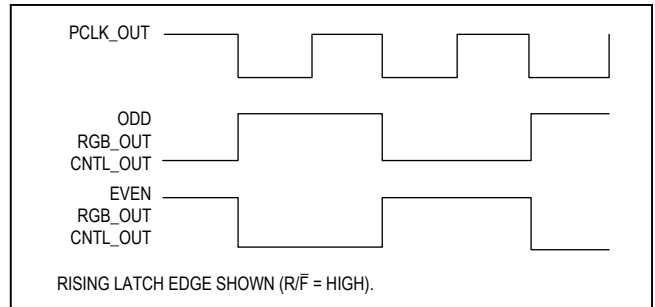 PCLK_OUT
ODD
RGB_OUT
CNTL_OUT
EVEN
RGB_OUT
CNTL_OUT
RISING LATCH EDGE SHOWN (R/F̅ = HIGH).